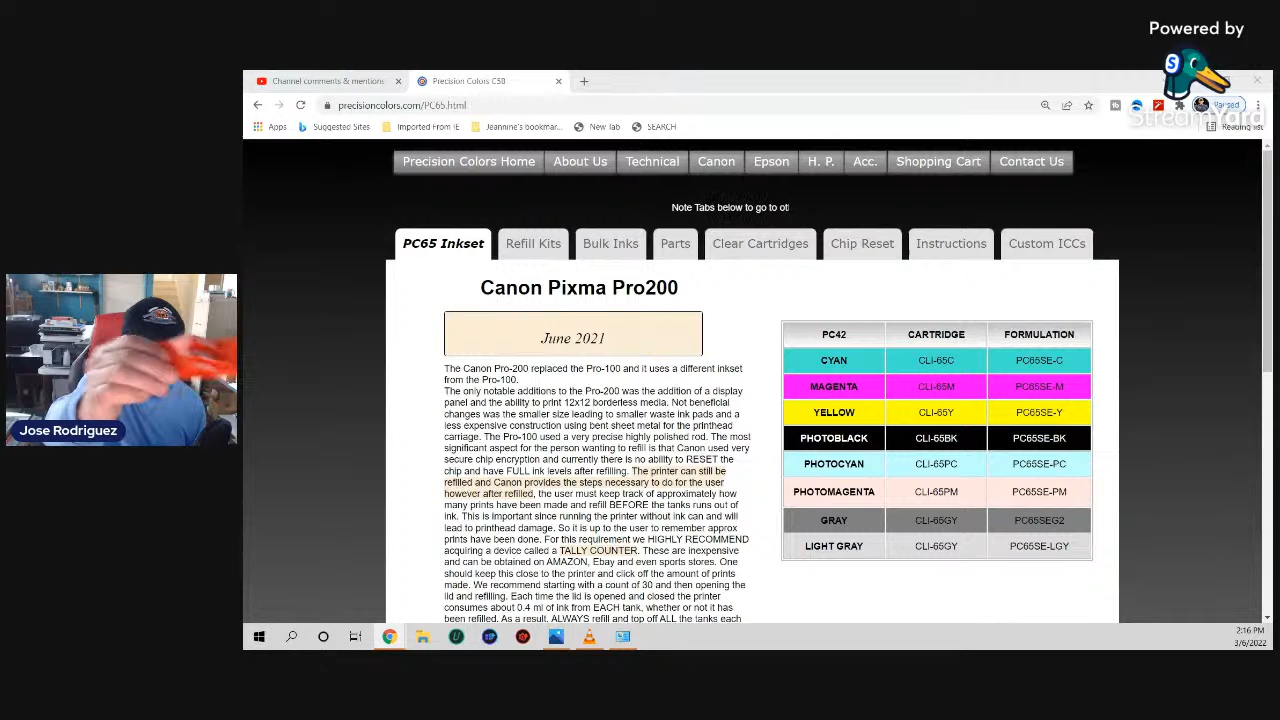 Powered by
StreamYard
Channel comments & mentions
Precision Colors C5B
precisioncolors.com/PC65.html
Paused
Apps
Suggested Sites
Imported From IE
Jeannine's bookmar...
New Tab
SEARCH
Reading list
Precision Colors Home
About Us
Technical
Canon
Epson
H. P.
Acc.
Shopping Cart
Contact Us
Note Tabs below to go to ot
PC65 Inkset
Refill Kits
Bulk Inks
Parts
Clear Cartridges
Chip Reset
Instructions
Custom ICCs
Canon Pixma Pro200
June 2021
The Canon Pro-200 replaced the Pro-100 and it uses a different inkset
from the Pro-100.
The only notable additions to the Pro-200 was the addition of a display
panel and the ability to print 12x12 borderless media. Not beneficial
changes was the smaller size leading to smaller waste ink pads and a
less expensive construction using bent sheet metal for the printhead
carriage. The Pro-100 used a very precise highly polished rod. The most
significant aspect for the person wanting to refill is that Canon used very
secure chip encryption and currently there is no ability to RESET the
chip and have FULL ink levels after refilling. The printer can still be
refilled and Canon provides the steps necessary to do for the user
however after refilled, the user must keep track of approximately how
many prints have been made and refill BEFORE the tanks runs out of
ink. This is important since running the printer without ink can and will
lead to printhead damage. So it is up to the user to remember approx
prints have been done. For this requirement we HIGHLY RECOMMEND
acquiring a device called a TALLY COUNTER. These are inexpensive
and can be obtained on AMAZON, Ebay and even sports stores. One
should keep this close to the printer and click off the amount of prints
made. We recommend starting with a count of 30 and then opening the
lid and refilling. Each time the lid is opened and closed the printer
consumes about 0.4 ml of ink from EACH tank, whether or not it has
been refilled. As a result, ALWAYS refill and top off ALL the tanks each
PC42 CARTRIDGE FORMULATION
CYAN CLI-65C PC65SE-C
MAGENTA CLI-65M PC65SE-M
YELLOW CLI-65Y PC65SE-Y
PHOTOBLACK CLI-65BK PC65SE-BK
PHOTOCYAN CLI-65PC PC65SE-PC
PHOTOMAGENTA CLI-65PM PC65SE-PM
GRAY CLI-65GY PC65SEG2
LIGHT GRAY CLI-65GY PC65SE-LGY
Jose Rodriguez
2:16 PM
3/6/2022